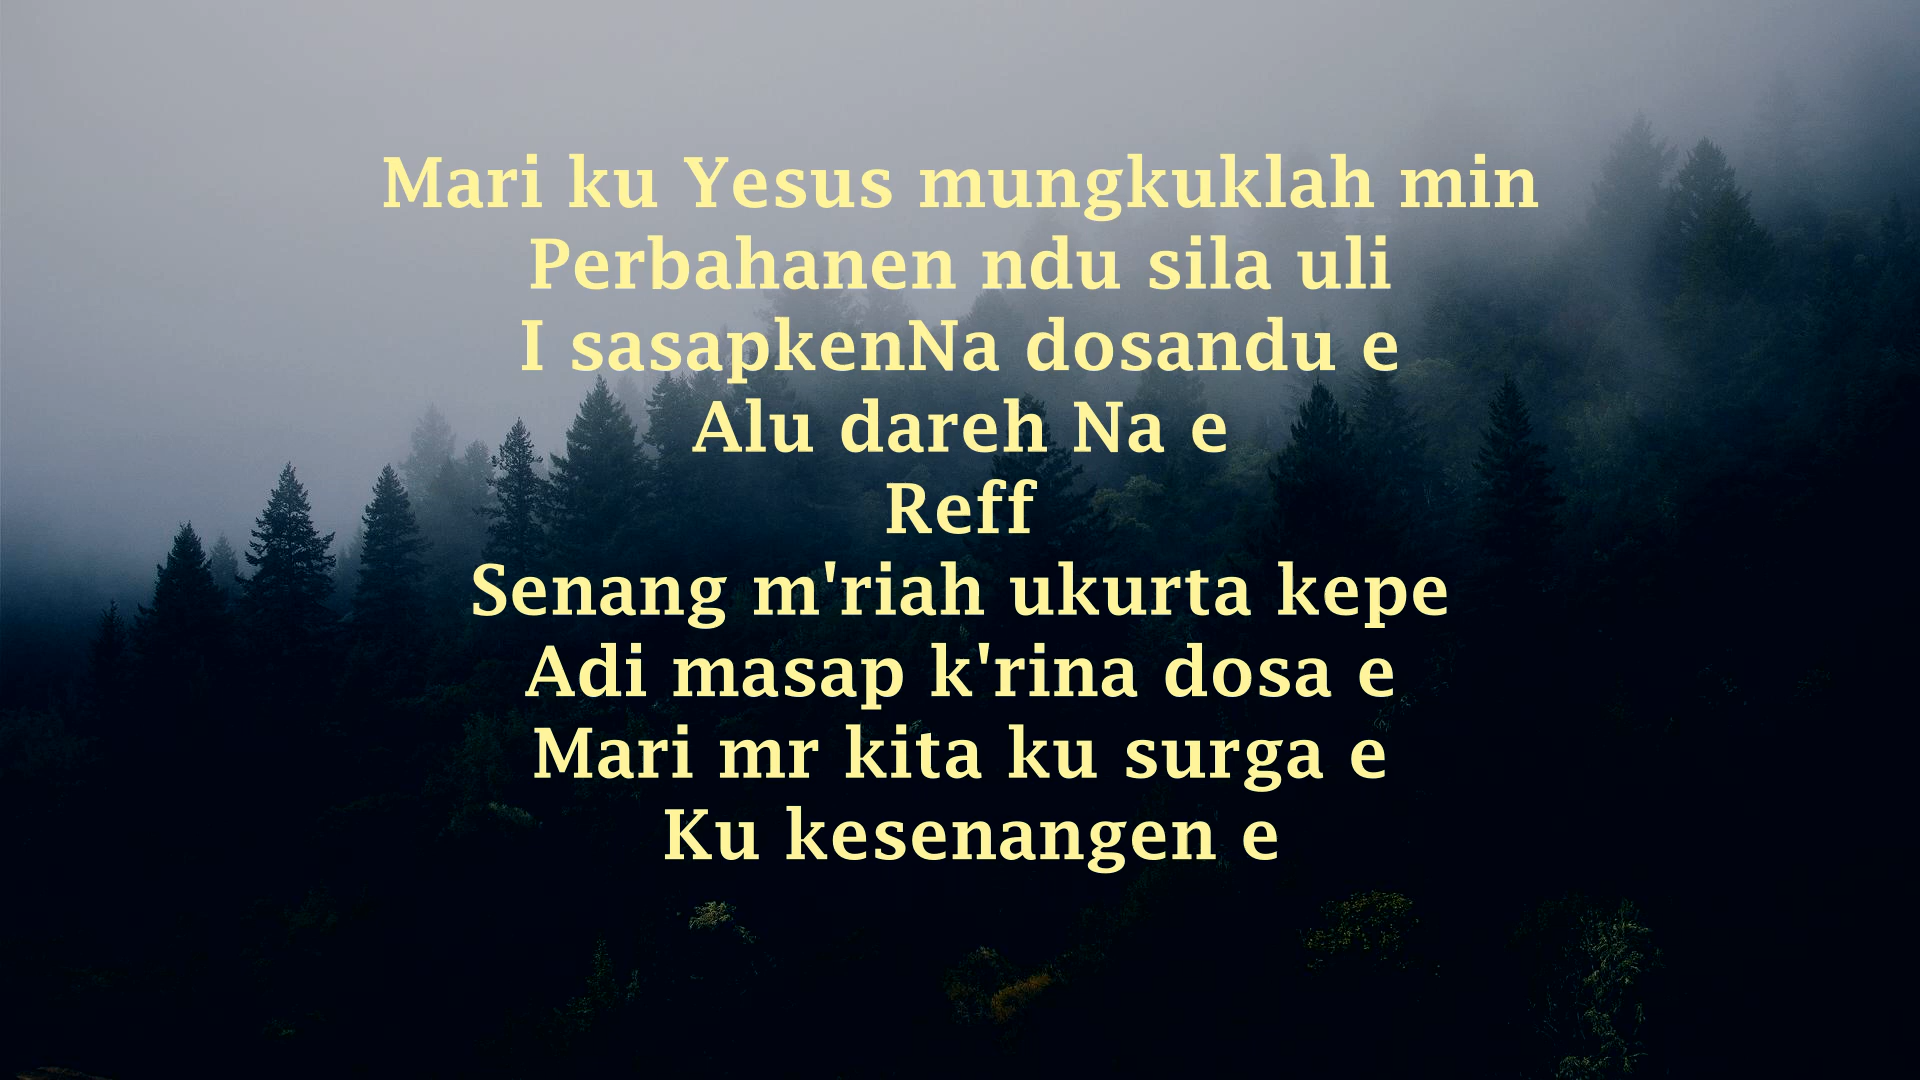 Mari ku Yesus mungkuklah min
Perbahanen ndu sila uli
I sasapkenNa dosandu e
Alu dareh Na e
Reff
Senang m'riah ukurta kepe
Adi masap k'rina dosa e
Mari mr kita ku surga e
Ku kesenangen e